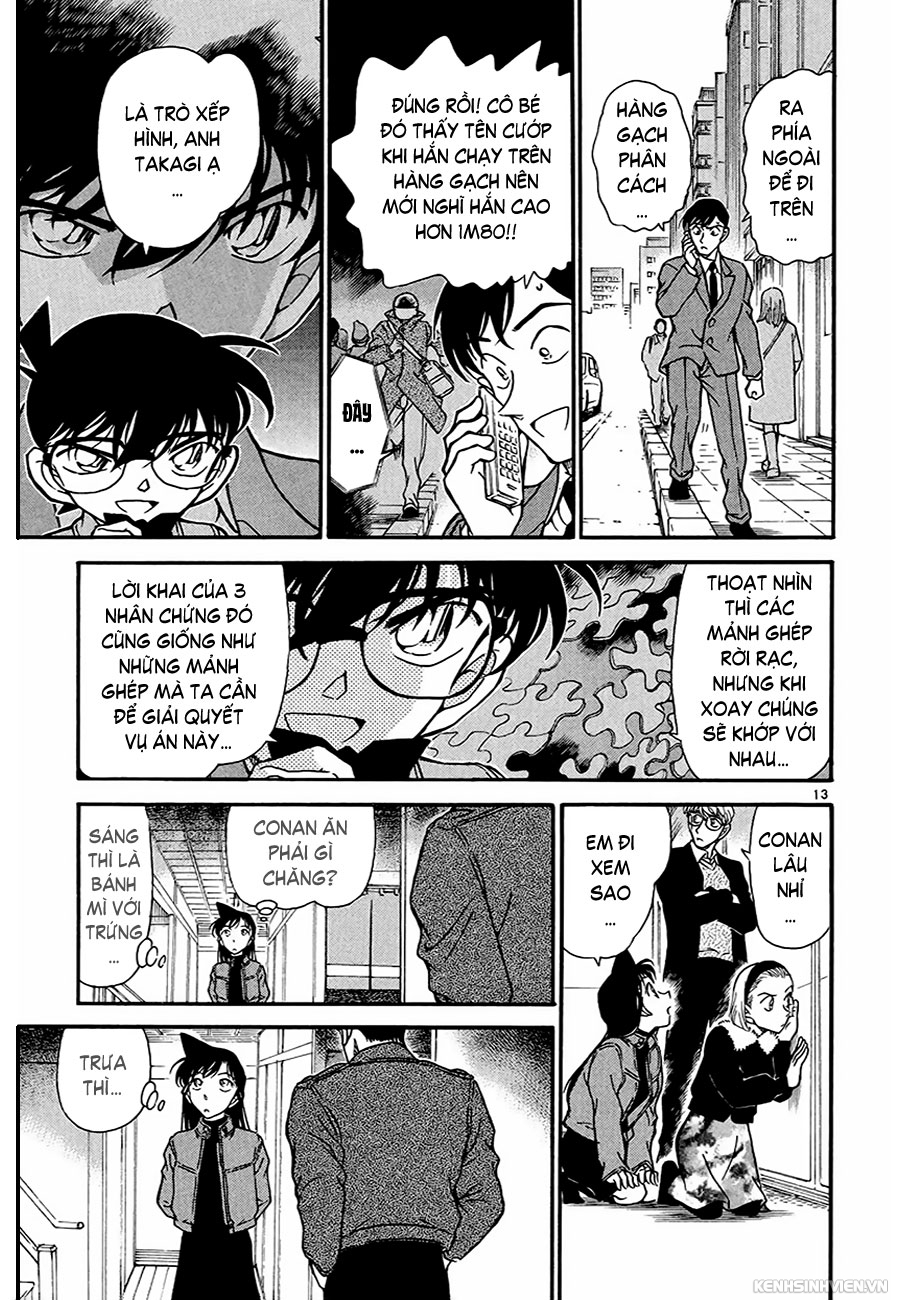 RA
PHÍA
NGOÀI
ĐỂ ĐI
TRÊN
...
HÀNG
GẠCH
PHÂN
CÁCH
...
ĐÚNG RỒI! CÔ BÉ
ĐÓ THẤY TÊN CƯỚP
KHI HẮN CHẠY TRÊN
HÀNG GẠCH NÊN
MỚI NGHĨ HẮN CAO
HƠN 1M80!!
ĐÂY
...
LÀ TRÒ XẾP
HÌNH, ANH
TAKAGI Ạ
...
THOẠT NHÌN
THÌ CÁC
MẢNH GHÉP
RỜI RẠC,
NHƯNG KHI
XOAY CHÚNG
SẼ KHỚP VỚI
NHAU...
LỜI KHAI CỦA 3
NHÂN CHỨNG ĐÓ
CŨNG GIỐNG NHƯ
NHỮNG MẢNH
GHÉP MÀ TA CẦN
ĐỂ GIẢI QUYẾT
VỤ ÁN NÀY...
13
CONAN
LÂU
NHỈ
...
EM ĐI
XEM
SAO
...
CONAN ĂN
PHẢI GÌ
CHĂNG?
SÁNG
THÌ LÀ
BÁNH
MÌ VỚI
TRỨNG
...
TRƯA
THÌ...
KENHSINHVIEN.VN